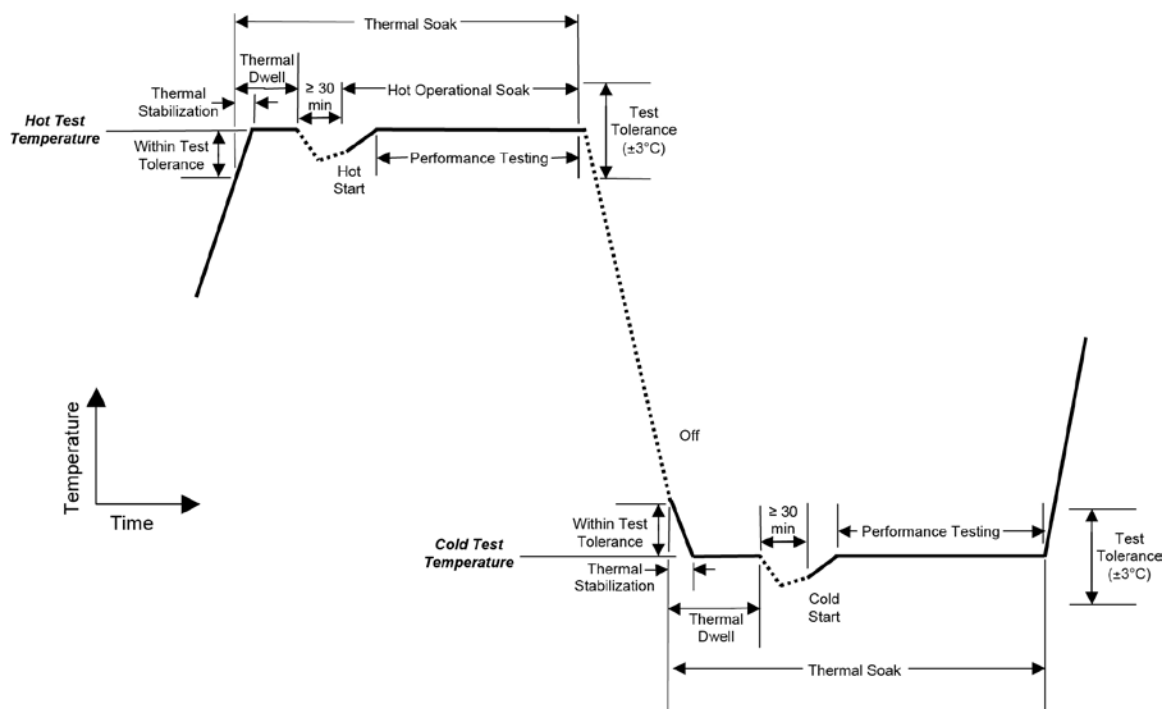 Thermal Soak
Thermal
Dwell
≥ 30
min
Hot Operational Soak
Thermal
Stabilization
Hot Test
Temperature
Within Test
Tolerance
Test
Tolerance
(±3°C)
Hot
Start
Performance Testing
Temperature
Time
Off
Within Test
Tolerance
≥ 30
min
Performance Testing
Cold Test
Temperature
Test
Tolerance
(±3°C)
Thermal
Stabilization
Cold
Start
Thermal
Dwell
Thermal Soak